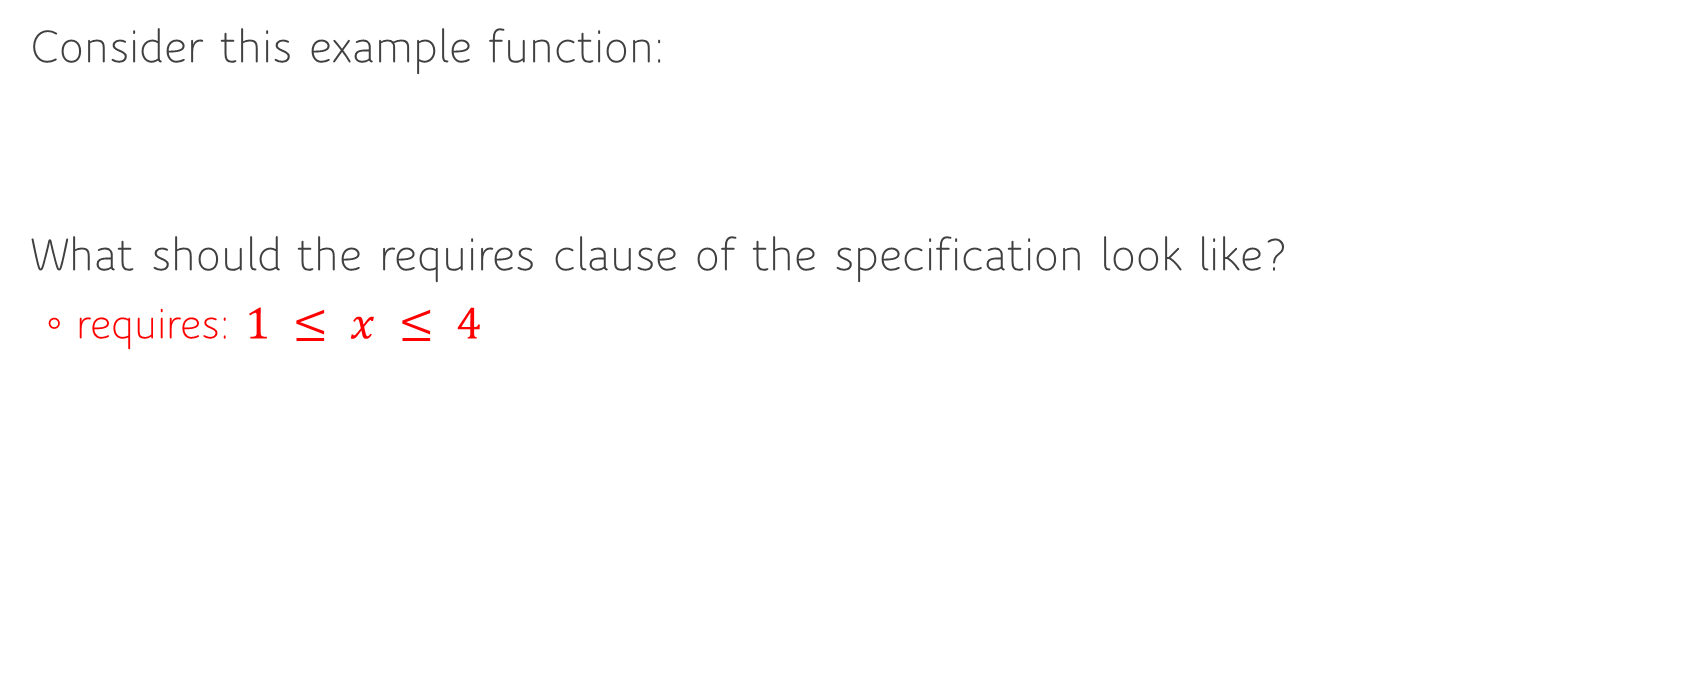 Consider this example function:
What should the requires clause of the specification look like?
◦ requires: 1 ≤ x ≤ 4